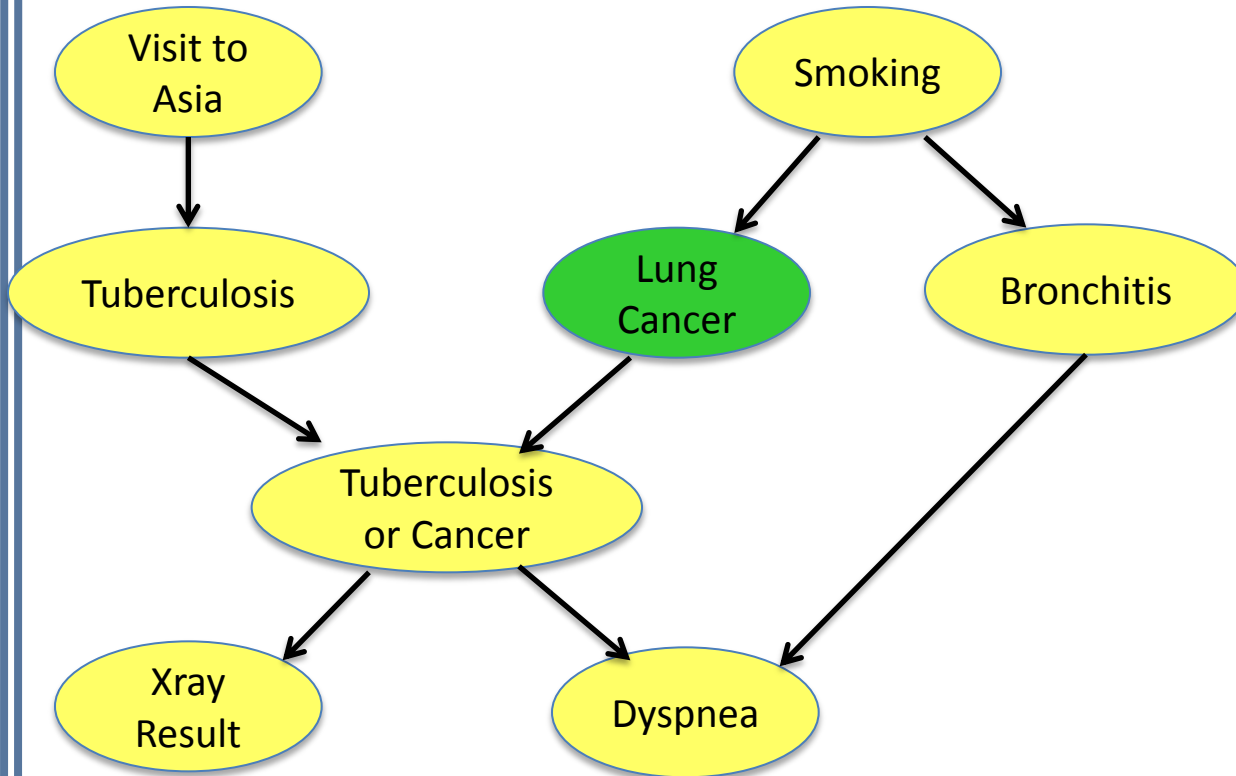 Visit to
Asia
Smoking
Tuberculosis
Lung
Cancer
Bronchitis
Tuberculosis
or Cancer
Xray
Result
Dyspnea